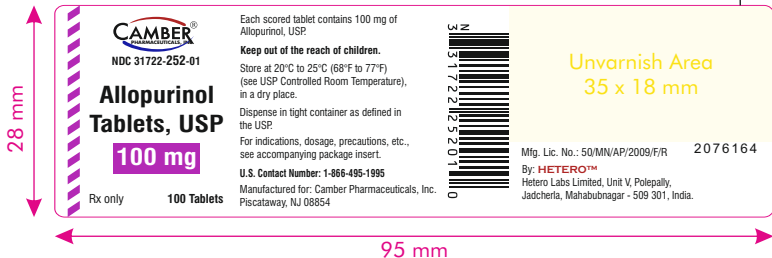 CAMBER®
PHARMACEUTICALS, INC.
NDC 31722-252-01
Allopurinol
Tablets, USP
100 mg
Rx only 100 Tablets
Each scored tablet contains 100 mg of
Allopurinol, USP.
Keep out of the reach of children.
Store at 20°C to 25°C (68°F to 77°F)
(see USP Controlled Room Temperature),
in a dry place.
Dispense in tight container as defined in
the USP.
For indications, dosage, precautions, etc.,
see accompanying package insert.
U.S. Contact Number: 1-866-495-1995
Manufactured for: Camber Pharmaceuticals, Inc.
Piscataway, NJ 08854
N
3 31722 25201 0
Unvarnish Area
35 x 18 mm
Mfg. Lic. No.: 50/MN/AP/2009/F/R 2076164
By: HETERO™
Hetero Labs Limited, Unit V, Polepally,
Jadcherla, Mahabubnagar - 509 301, India.
28 mm
95 mm